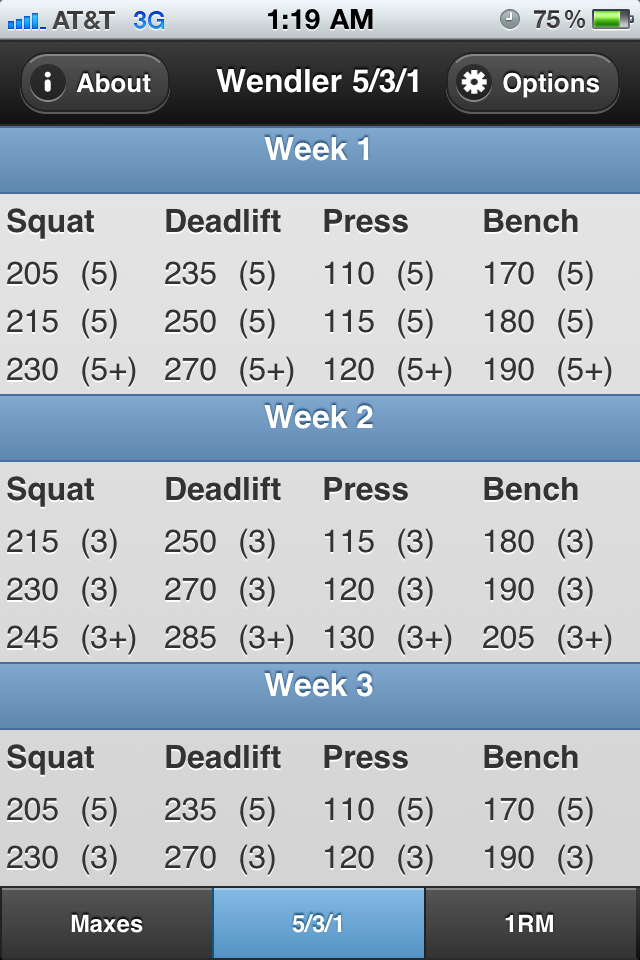 AT&T 3G 1:19 AM 75%
About Wendler 5/3/1 Options
Week 1
Squat Deadlift Press Bench
205 (5) 235 (5) 110 (5) 170 (5)
215 (5) 250 (5) 115 (5) 180 (5)
230 (5+) 270 (5+) 120 (5+) 190 (5+)
Week 2
Squat Deadlift Press Bench
215 (3) 250 (3) 115 (3) 180 (3)
230 (3) 270 (3) 120 (3) 190 (3)
245 (3+) 285 (3+) 130 (3+) 205 (3+)
Week 3
Squat Deadlift Press Bench
205 (5) 235 (5) 110 (5) 170 (5)
230 (3) 270 (3) 120 (3) 190 (3)
Maxes 5/3/1 1RM